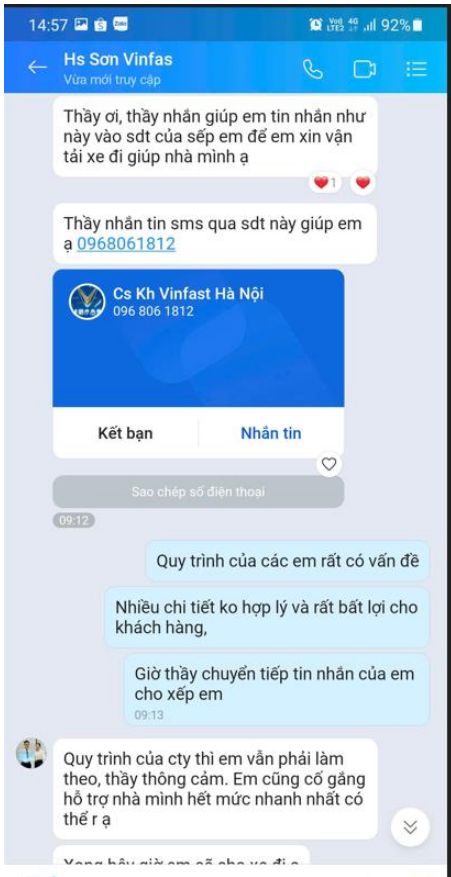 14:57
Zalo
Vo9
LTE2
4G
92%
Hs Sơn Vinfas
Vừa mới truy cập
Thầy ơi, thầy nhắn giúp em tin nhắn như
này vào sdt của sếp em để em xin vận
tải xe đi giúp nhà mình ạ
1
Thầy nhắn tin sms qua sdt này giúp em
ạ 0968061812
Cs Kh Vinfast Hà Nội
096 806 1812
Kết bạn
Nhắn tin
Sao chép số điện thoại
09:12
Quy trình của các em rất có vấn đề
Nhiều chi tiết ko hợp lý và rất bất lợi cho
khách hàng,
Giờ thầy chuyển tiếp tin nhắn của em
cho xếp em
09:13
Quy trình của cty thì em vẫn phải làm
theo, thầy thông cảm. Em cũng cố gắng
hỗ trợ nhà mình hết mức nhanh nhất có
thể r ạ